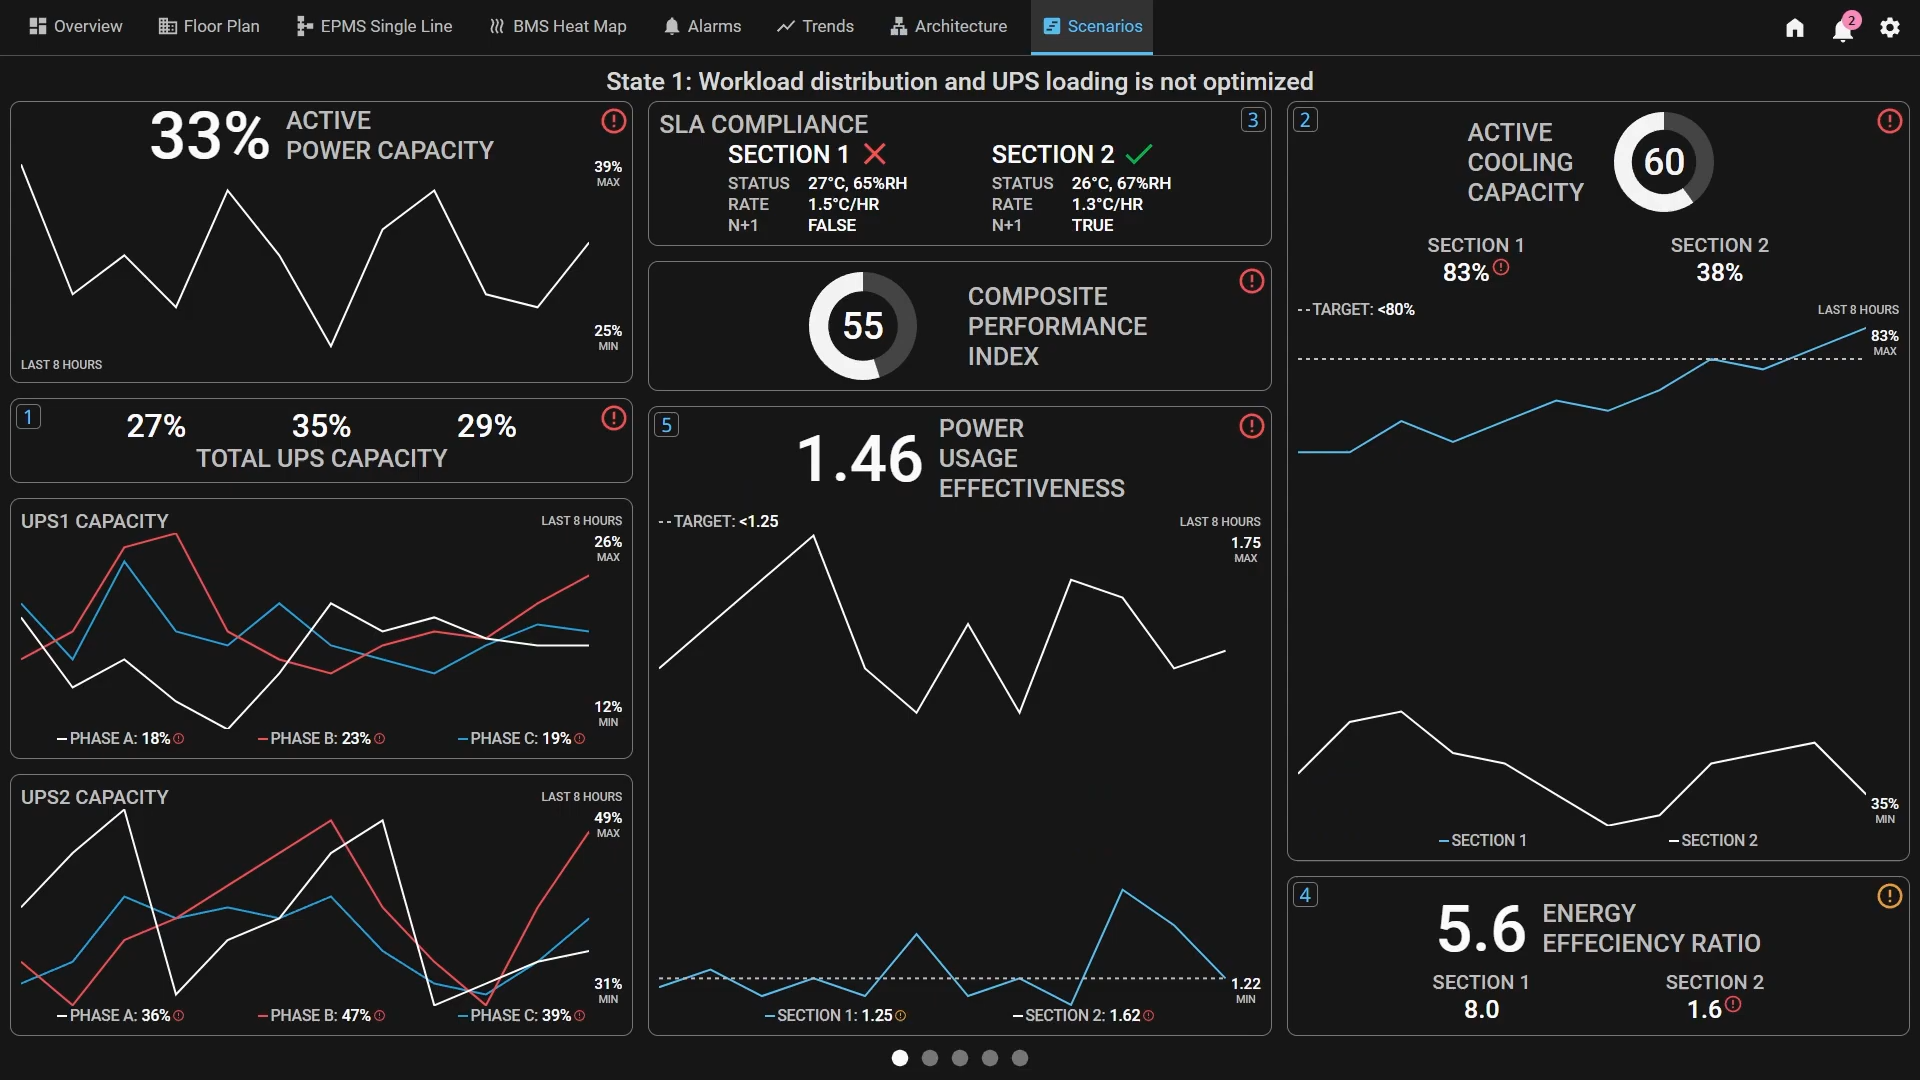 Overview
Floor Plan
EPMS Single Line
BMS Heat Map
Alarms
Trends
Architecture
Scenarios
2
State 1: Workload distribution and UPS loading is not optimized
33%
ACTIVE
POWER CAPACITY
39%
MAX
25%
MIN
LAST 8 HOURS
1
27%
35%
29%
TOTAL UPS CAPACITY
UPS1 CAPACITY
LAST 8 HOURS
26%
MAX
12%
MIN
PHASE A: 18%
PHASE B: 23%
PHASE C: 19%
UPS2 CAPACITY
LAST 8 HOURS
49%
MAX
31%
MIN
PHASE A: 36%
PHASE B: 47%
PHASE C: 39%
SLA COMPLIANCE
3
SECTION 1
STATUS 27°C, 65%RH
RATE 1.5°C/HR
N+1 FALSE
SECTION 2
STATUS 26°C, 67%RH
RATE 1.3°C/HR
N+1 TRUE
55
COMPOSITE
PERFORMANCE
INDEX
5
1.46
POWER
USAGE
EFFECTIVENESS
TARGET: <1.25
LAST 8 HOURS
1.75
MAX
1.22
MIN
SECTION 1: 1.25
SECTION 2: 1.62
2
ACTIVE
COOLING
CAPACITY
60
SECTION 1
83%
SECTION 2
38%
TARGET: <80%
LAST 8 HOURS
83%
MAX
35%
MIN
SECTION 1
SECTION 2
4
5.6
ENERGY
EFFECIENCY RATIO
SECTION 1
8.0
SECTION 2
1.6